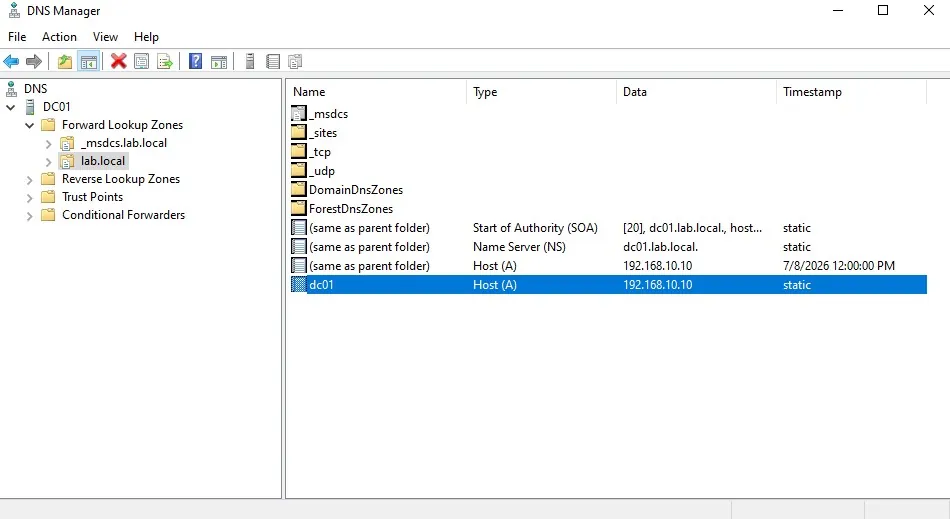 DNS Manager
File Action View Help
DNS
DC01
Forward Lookup Zones
_msdcs.lab.local
lab.local
Reverse Lookup Zones
Trust Points
Conditional Forwarders
Name Type Data Timestamp
_msdcs
_sites
_tcp
_udp
DomainDnsZones
ForestDnsZones
(same as parent folder) Start of Authority (SOA) [20], dc01.lab.local., host... static
(same as parent folder) Name Server (NS) dc01.lab.local. static
(same as parent folder) Host (A) 192.168.10.10 7/8/2026 12:00:00 PM
dc01 Host (A) 192.168.10.10 static